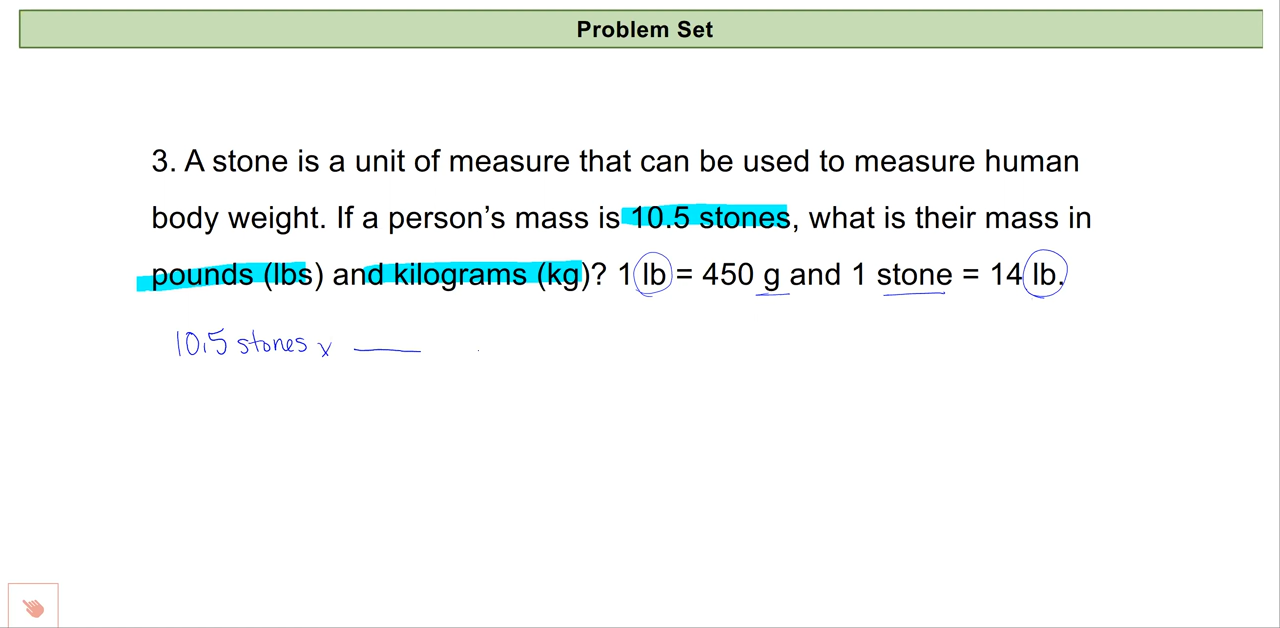 Problem Set
3. A stone is a unit of measure that can be used to measure human
body weight. If a person’s mass is 10.5 stones, what is their mass in
pounds (lbs) and kilograms (kg)? 1 lb = 450 g and 1 stone = 14 lb.
10.5 stones x